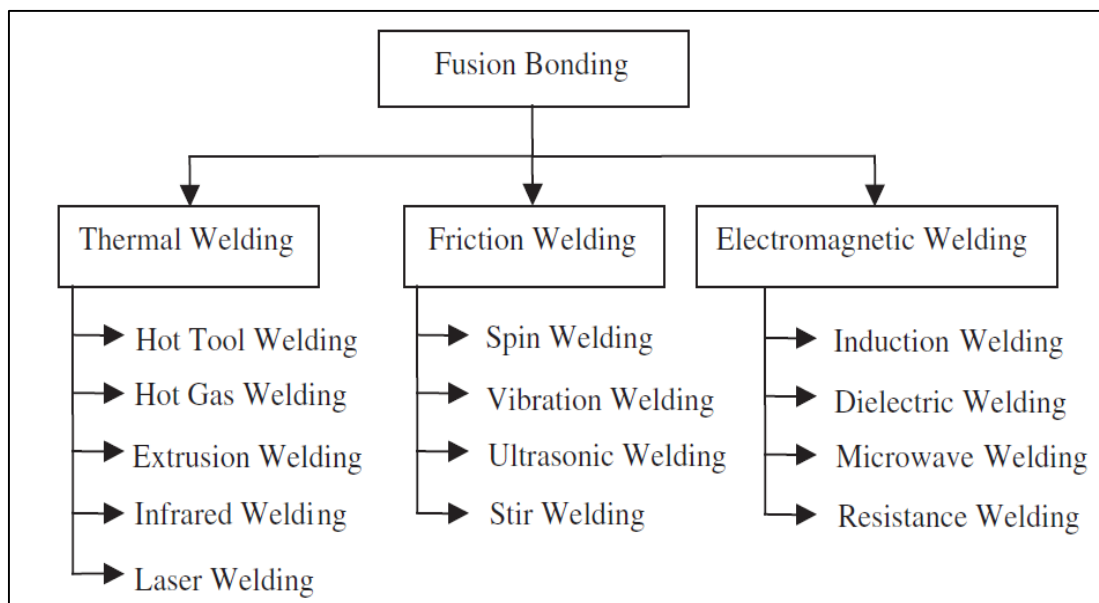 Fusion Bonding
Thermal Welding
Hot Tool Welding
Hot Gas Welding
Extrusion Welding
Infrared Welding
Laser Welding
Friction Welding
Spin Welding
Vibration Welding
Ultrasonic Welding
Stir Welding
Electromagnetic Welding
Induction Welding
Dielectric Welding
Microwave Welding
Resistance Welding